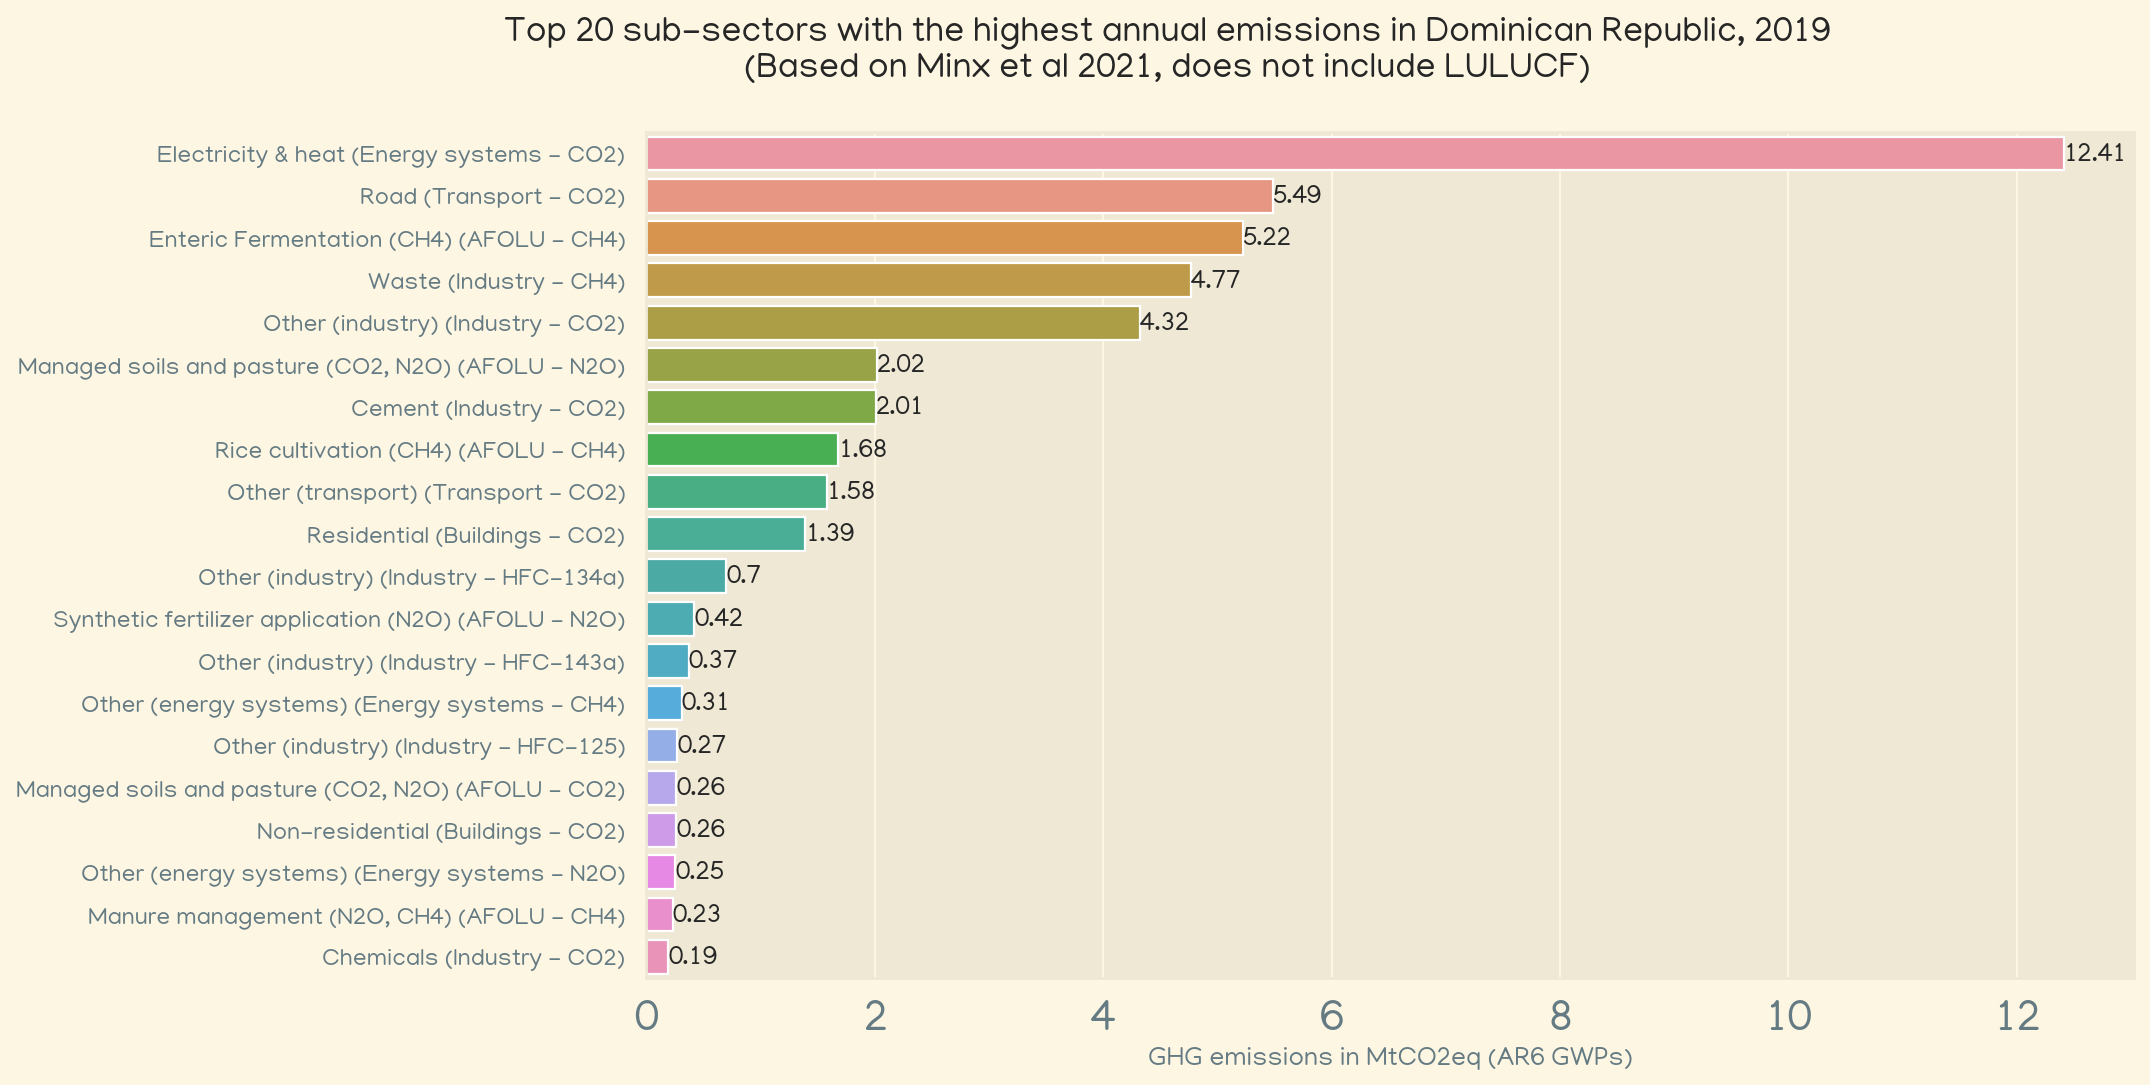 Top 20 sub-sectors with the highest annual emissions in Dominican Republic, 2019
(Based on Minx et al 2021, does not include LULUCF)
Electricity & heat (Energy systems - CO2) 12.41
Road (Transport - CO2) 5.49
Enteric Fermentation (CH4) (AFOLU - CH4) 5.22
Waste (Industry - CH4) 4.77
Other (industry) (Industry - CO2) 4.32
Managed soils and pasture (CO2, N2O) (AFOLU - N2O) 2.02
Cement (Industry - CO2) 2.01
Rice cultivation (CH4) (AFOLU - CH4) 1.68
Other (transport) (Transport - CO2) 1.58
Residential (Buildings - CO2) 1.39
Other (industry) (Industry - HFC-134a) 0.7
Synthetic fertilizer application (N2O) (AFOLU - N2O) 0.42
Other (industry) (Industry - HFC-143a) 0.37
Other (energy systems) (Energy systems - CH4) 0.31
Other (industry) (Industry - HFC-125) 0.27
Managed soils and pasture (CO2, N2O) (AFOLU - CO2) 0.26
Non-residential (Buildings - CO2) 0.26
Other (energy systems) (Energy systems - N2O) 0.25
Manure management (N2O, CH4) (AFOLU - CH4) 0.23
Chemicals (Industry - CO2) 0.19
0 2 4 6 8 10 12
GHG emissions in MtCO2eq (AR6 GWPs)